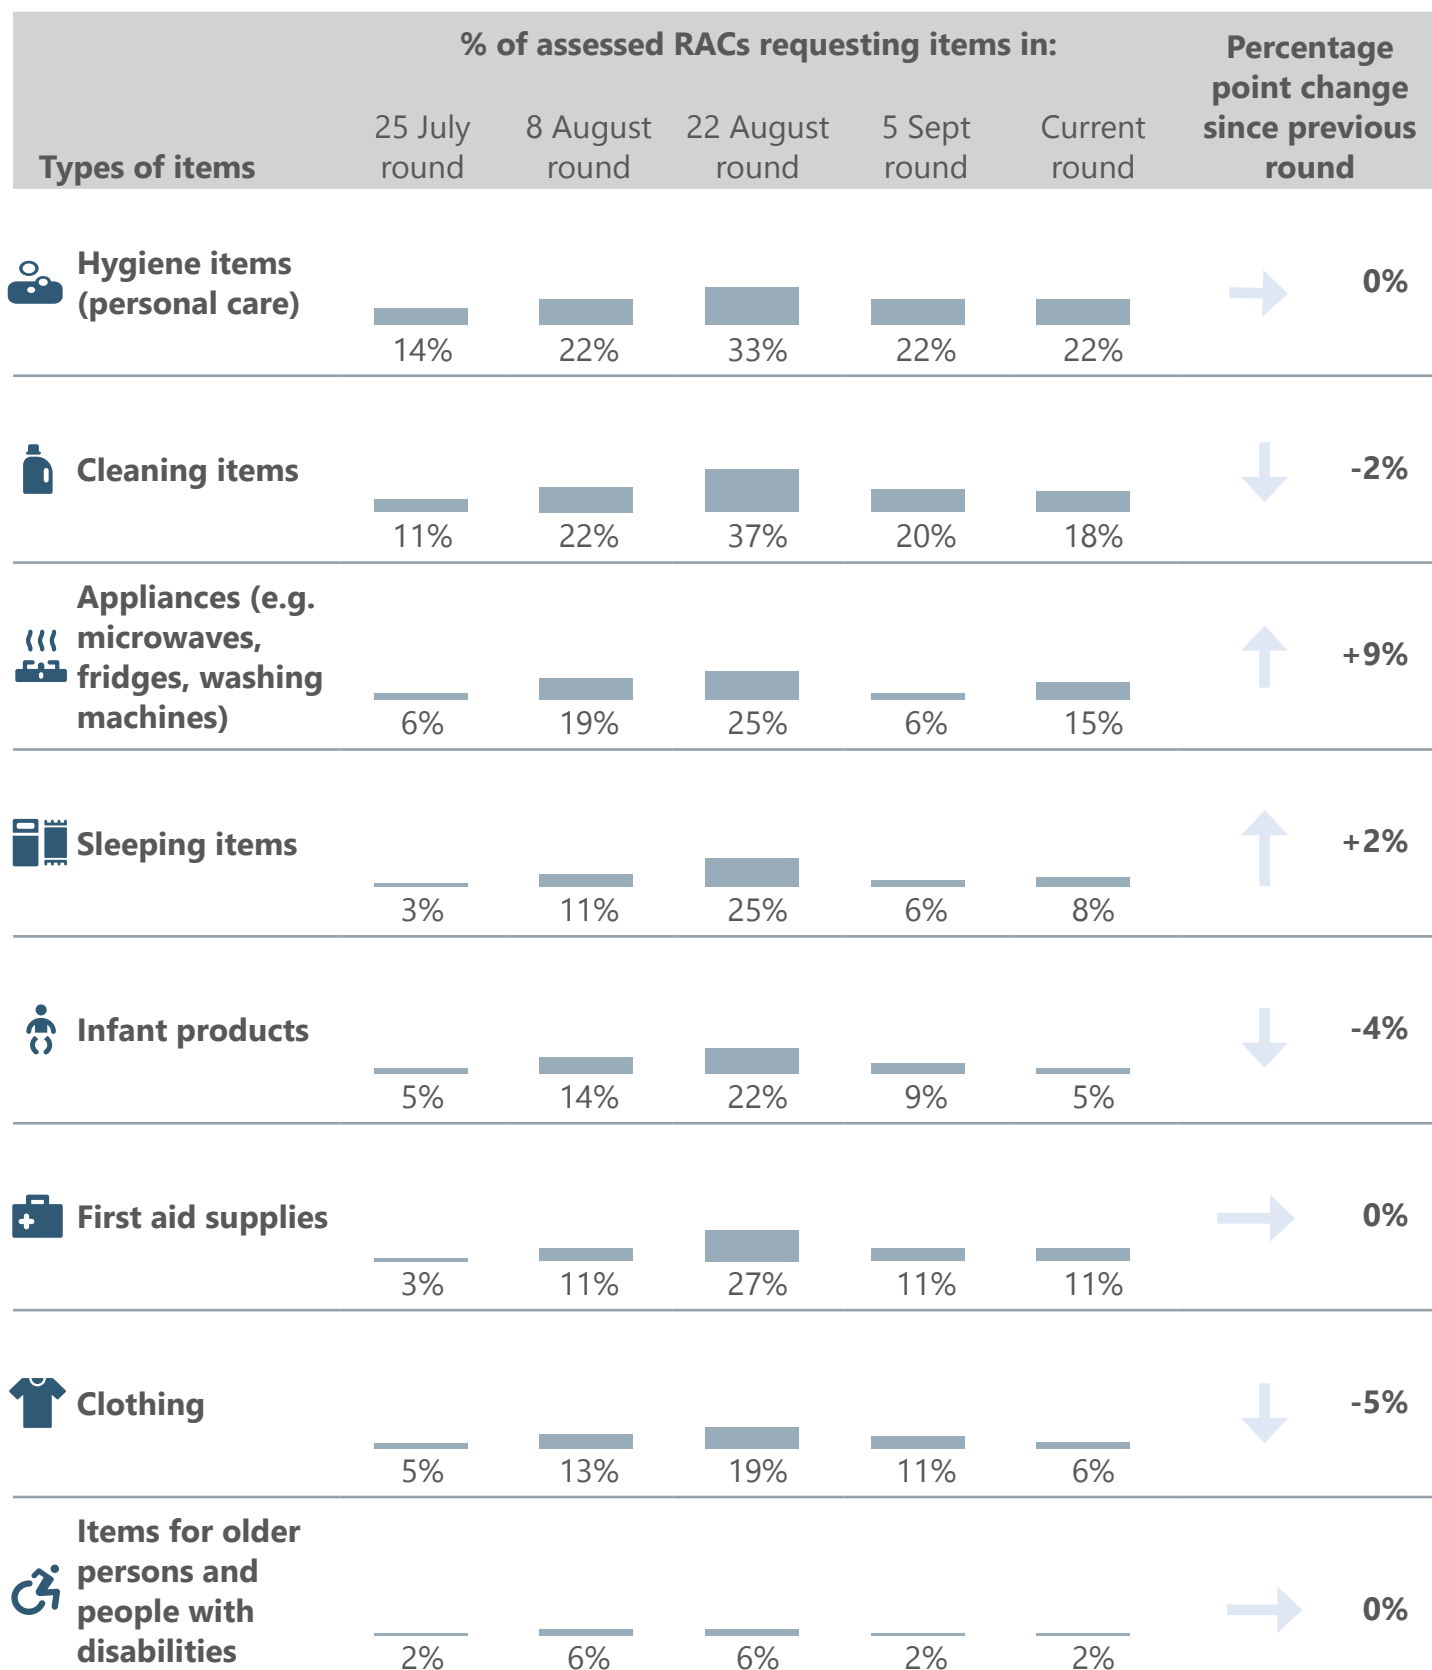 % of assessed RACs requesting items in:
Percentage
point change
since previous
round
Types of items
25 July
round
8 August
round
22 August
round
5 Sept
round
Current
round
Hygiene items
(personal care)
14% 22% 33% 22% 22%
0%
Cleaning items
11% 22% 37% 20% 18%
-2%
Appliances (e.g.
microwaves,
fridges, washing
machines)
6% 19% 25% 6% 15%
+9%
Sleeping items
3% 11% 25% 6% 8%
+2%
Infant products
5% 14% 22% 9% 5%
-4%
First aid supplies
3% 11% 27% 11% 11%
0%
Clothing
5% 13% 19% 11% 6%
-5%
Items for older
persons and
people with
disabilities
2% 6% 6% 2% 2%
0%